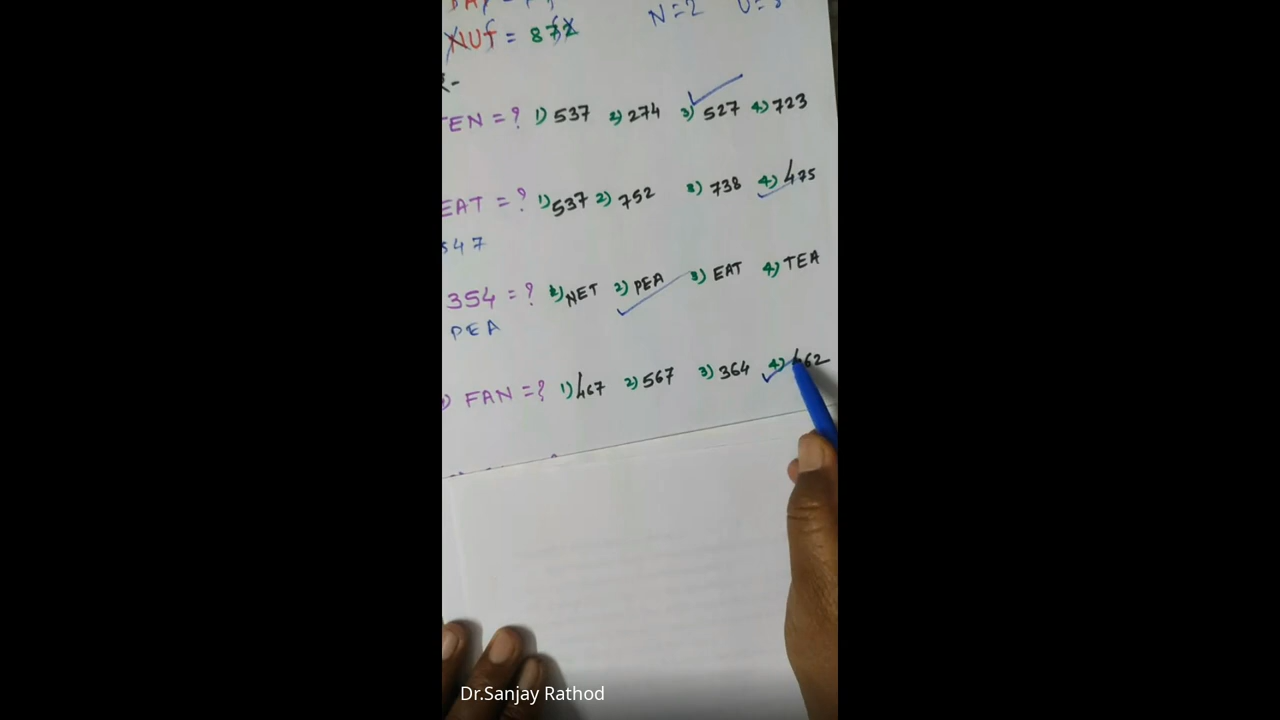 N=2
NUf = 872
TEN = ? 1) 537 2) 274 3) 527 4) 723
EAT = ? 1) 537 2) 752 3) 738 4) 475
547
354 = ? 1) NET 2) PEA 3) EAT 4) TEA
PEA
FAN = ? 1) 467 2) 567 3) 364 4) 462
Dr.Sanjay Rathod